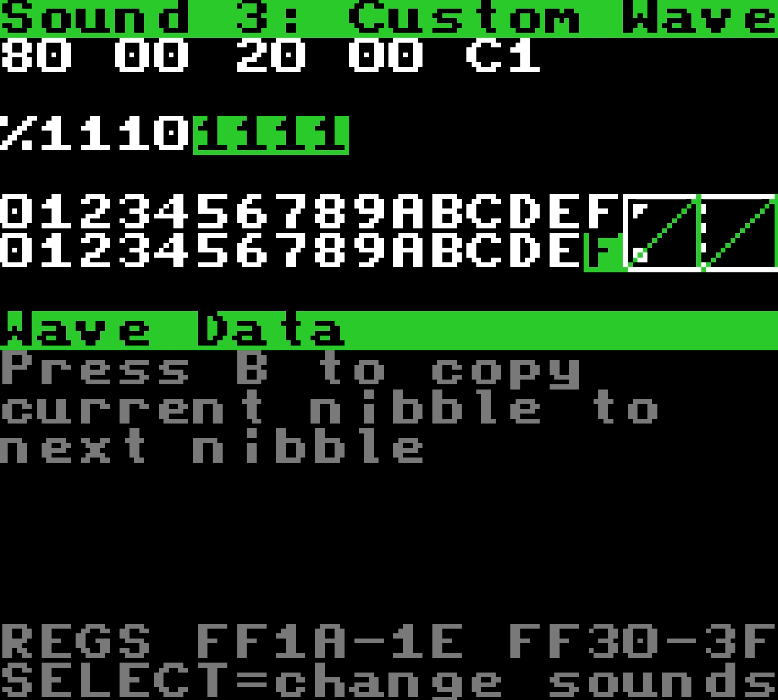 Sound 3: Custom Wave
80 00 20 00 C1
%11101111
0123456789ABCDEF
0123456789ABCDEF
Wave Data
Press B to copy
current nibble to
next nibble
REGS FF1A-1E FF30-3F
SELECT=change sounds